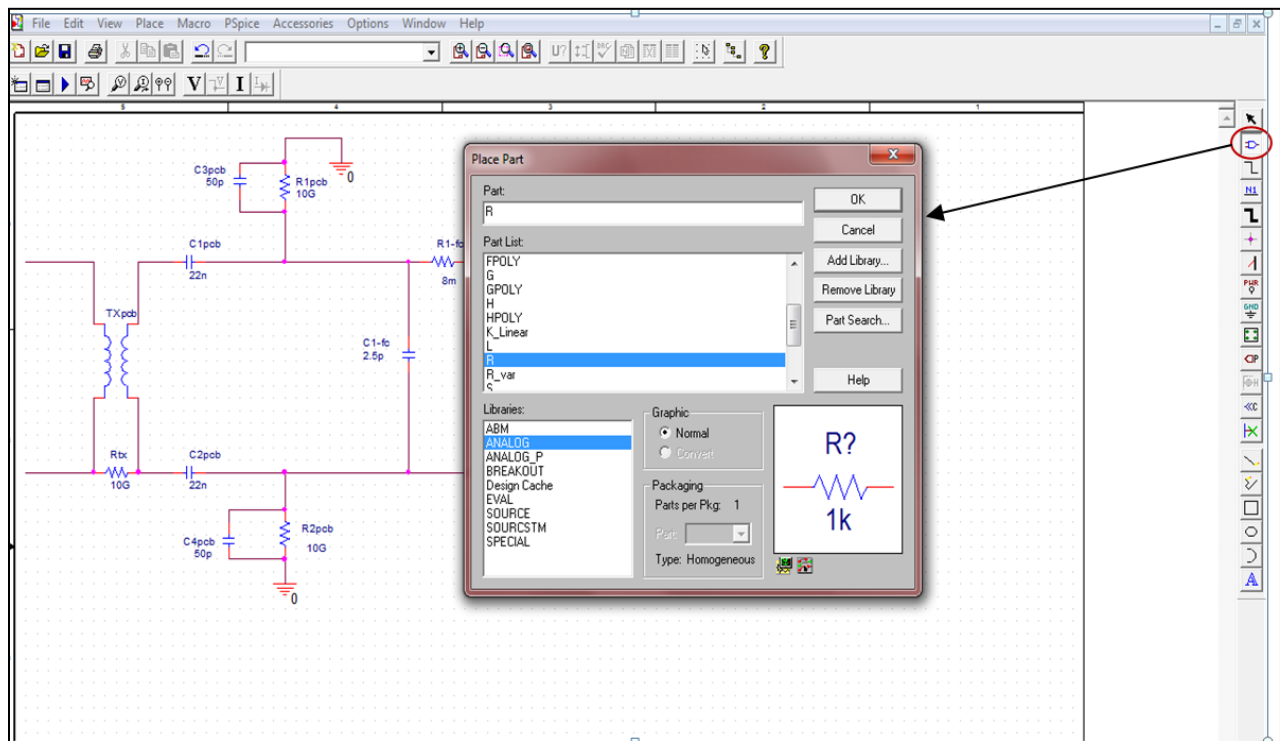 File Edit View Place Macro PSpice Accessories Options Window Help
U?
V V I I
5 4 3 2 1
Place Part
Part:
R
OK
Cancel
Part List:
FPOLY
G
GPOLY
H
HPOLY
K_Linear
L
R
R_var
S
Add Library...
Remove Library
Part Search...
Help
Libraries:
ABM
ANALOG
ANALOG_P
BREAKOUT
Design Cache
EVAL
SOURCE
SOURCSTM
SPECIAL
Graphic
Normal
Convert
Packaging
Parts per Pkg: 1
Part:
Type: Homogeneous
R?
1k
C3pcb
50p
R1pcb
10G
0
C1pcb
22n
R1-fc
8m
TXpcb
C1-fc
2.5p
Rtx
10G
C2pcb
22n
C4pcb
50p
R2pcb
10G
0
N1
PWR
GND
A